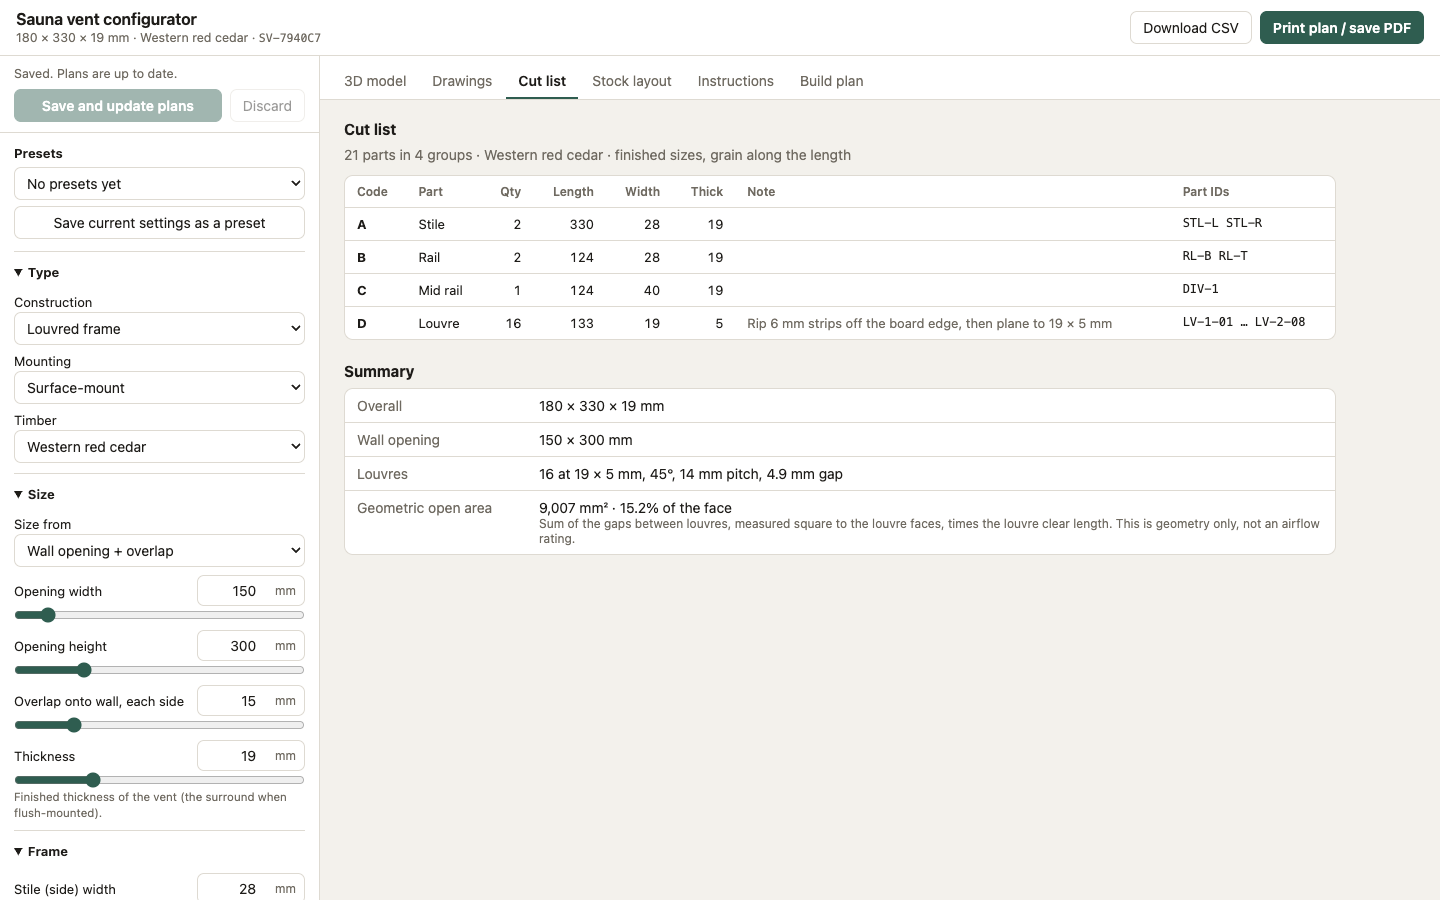 Sauna vent configurator
180 × 330 × 19 mm · Western red cedar · SV-7940C7
Download CSV
Print plan / save PDF
Saved. Plans are up to date.
Save and update plans
Discard
Presets
No presets yet
Save current settings as a preset
▼ Type
Construction
Louvred frame
Mounting
Surface-mount
Timber
Western red cedar
▼ Size
Size from
Wall opening + overlap
Opening width 150 mm
Opening height 300 mm
Overlap onto wall, each side 15 mm
Thickness 19 mm
Finished thickness of the vent (the surround when
flush-mounted).
▼ Frame
Stile (side) width 28 mm
3D model Drawings Cut list Stock layout Instructions Build plan
Cut list
21 parts in 4 groups · Western red cedar · finished sizes, grain along the length
Code Part Qty Length Width Thick Note Part IDs
A Stile 2 330 28 19 STL-L STL-R
B Rail 2 124 28 19 RL-B RL-T
C Mid rail 1 124 40 19 DIV-1
D Louvre 16 133 19 5 Rip 6 mm strips off the board edge, then plane to 19 × 5 mm LV-1-01 … LV-2-08
Summary
Overall 180 × 330 × 19 mm
Wall opening 150 × 300 mm
Louvres 16 at 19 × 5 mm, 45°, 14 mm pitch, 4.9 mm gap
Geometric open area 9,007 mm² · 15.2% of the face
Sum of the gaps between louvres, measured square to the louvre faces, times the louvre clear length. This is geometry only, not an airflow
rating.